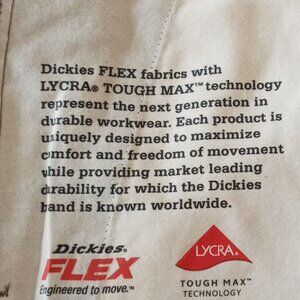 Dickies FLEX fabrics with
LYCRA® TOUGH MAX™ technology
represent the next generation in
durable workwear. Each product is
uniquely designed to maximize
comfort and freedom of movement
while providing market leading
durability for which the Dickies
band is known worldwide.
Dickies®
FLEX
Engineered to move.™
LYCRA®
TOUGH MAX™
TECHNOLOGY